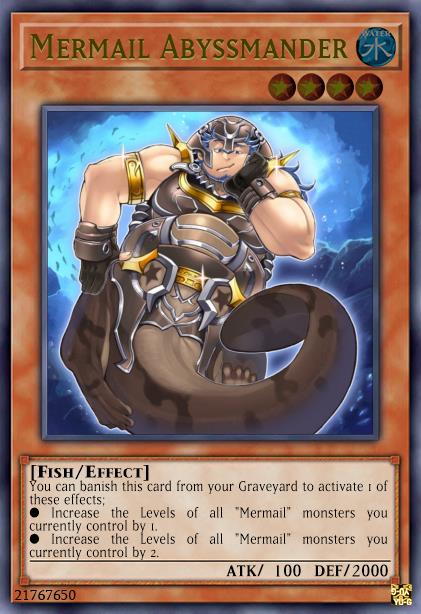 MERMAIL ABYSSMANDER
WATER
水
[FISH/EFFECT]
You can banish this card from your Graveyard to activate 1 of
these effects;
● Increase the Levels of all "Mermail" monsters you
currently control by 1.
● Increase the Levels of all "Mermail" monsters you
currently control by 2.
ATK/ 100 DEF/2000
21767650